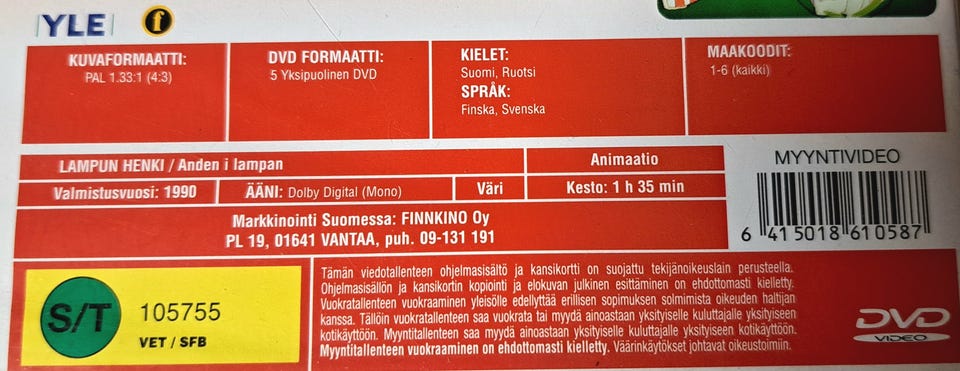 YLE f
KUVAFORMAATTI:
PAL 1.33:1 (4:3)
DVD FORMAATTI:
5 Yksipuolinen DVD
KIELET:
Suomi, Ruotsi
SPRÅK:
Finska, Svenska
MAAKOODIT:
1-6 (kaikki)
LAMPUN HENKI / Anden i lampan
Animaatio
Valmistusvuosi: 1990
ÄÄNI: Dolby Digital (Mono)
Väri
Kesto: 1 h 35 min
Markkinointi Suomessa: FINNKINO Oy
PL 19, 01641 VANTAA, puh. 09-131 191
MYYNTIVIDEO
6 415018 610587
S/T
105755
VET / SFB
Tämän viedotallenteen ohjelmasisältö ja kansikortti on suojattu tekijänoikeuslain perusteella.
Ohjelmasisällön ja kansikortin kopiointi ja elokuvan julkinen esittäminen on ehdottomasti kielletty.
Vuokratallenteen vuokraaminen yleisölle edellyttää erillisen sopimuksen solmimista oikeuden haltijan
kanssa. Tällöin vuokratallenteen saa vuokrata tai myydä ainoastaan yksityiselle kuluttajalle yksityiseen
kotikäyttöön. Myyntitallenteen saa myydä ainoastaan yksityiselle kuluttajalle yksityiseen kotikäyttöön.
Myyntitallenteen vuokraaminen on ehdottomasti kielletty. Väärinkäytökset johtavat oikeustoimiin.
DVD
VIDEO